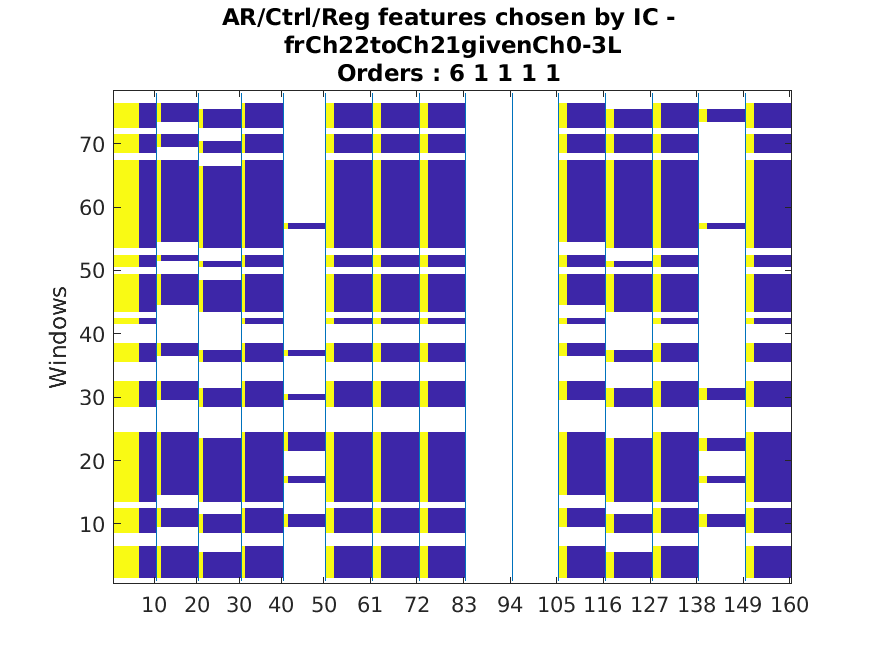 AR/Ctrl/Reg features chosen by IC -
frCh22toCh21givenCh0-3L
Orders : 6 1 1 1 1
70
60
50
40
30
20
10
Windows
10 20 30 40 50 61 72 83 94 105 116 127 138 149 160